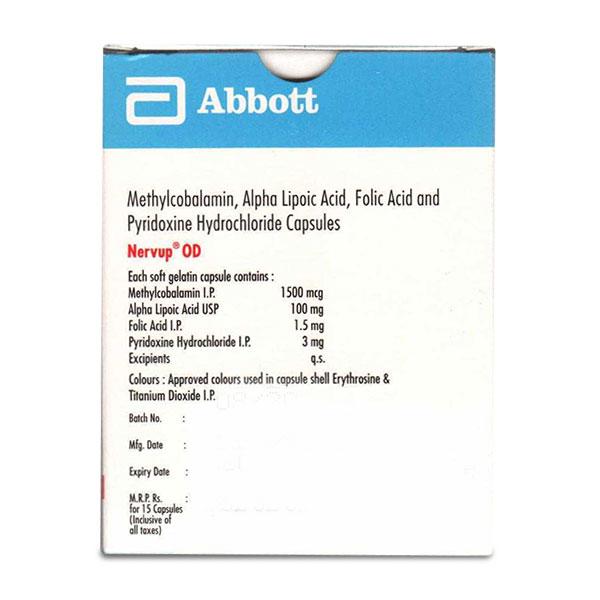 Abbott
Methylcobalamin, Alpha Lipoic Acid, Folic Acid and
Pyridoxine Hydrochloride Capsules
Nervup® OD
Each soft gelatin capsule contains :
Methylcobalamin I.P. 1500 mcg
Alpha Lipoic Acid USP 100 mg
Folic Acid I.P. 1.5 mg
Pyridoxine Hydrochloride I.P. 3 mg
Excipients q.s.
Colours : Approved colours used in capsule shell Erythrosine &
Titanium Dioxide I.P.
Batch No. :
Mfg. Date :
Expiry Date :
M.R.P. Rs. :
for 15 Capsules
(Inclusive of
all taxes)